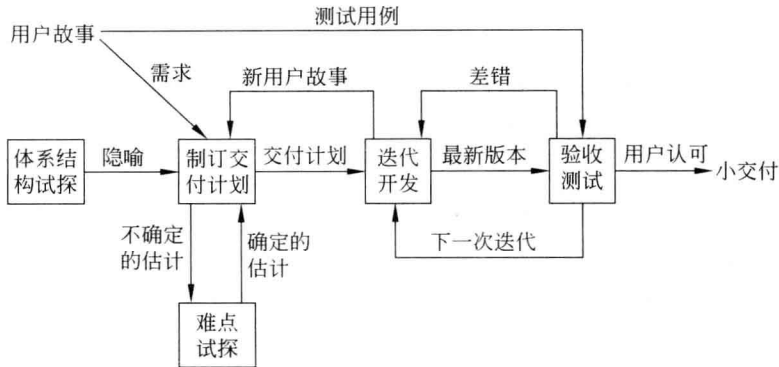 测试用例
用户故事
需求
新用户故事
差错
体系结
构试探
隐喻
制订交
付计划
交付计划
迭代
开发
最新版本
验收
测试
用户认可
小交付
不确定
的估计
确定的
估计
下一次迭代
难点
试探